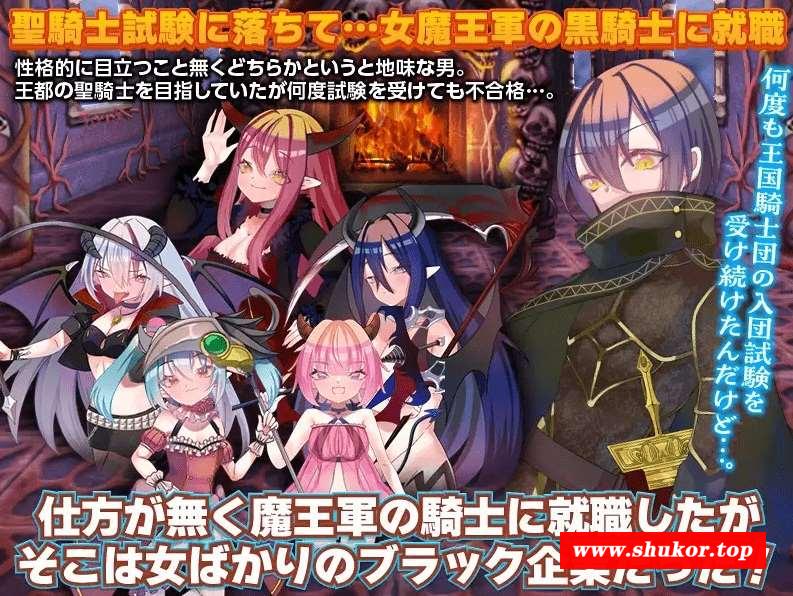 聖騎士試験に落ちて…女魔王軍の黒騎士に就職
性格的に目立つこと無くどちらかというと地味な男。
王都の聖騎士を目指していたが何度試験を受けても不合格…。
何度も王国騎士団の入団試験を
受け続けたんだけど…。
仕方が無く魔王軍の騎士に就職したが
そこは女ばかりのブラック企業だった！
www.shukor.top